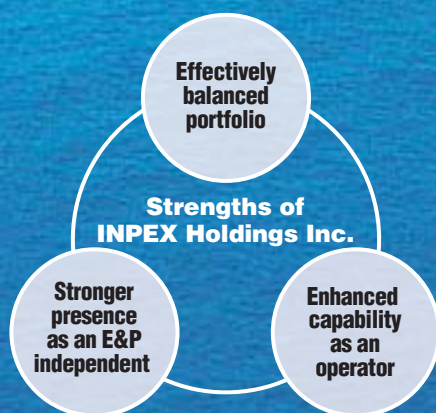 Effectively
balanced
portfolio
Strengths of
INPEX Holdings Inc.
Stronger
presence
as an E&P
independent
Enhanced
capability
as an
operator